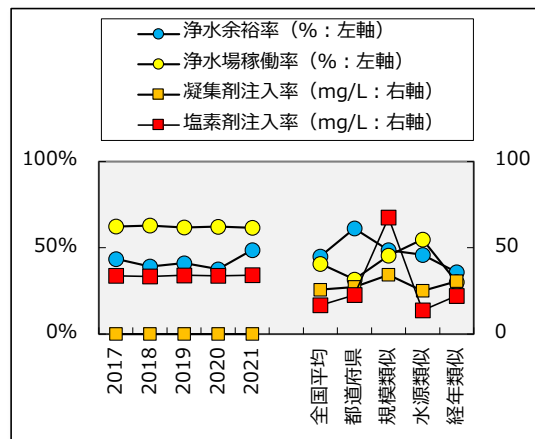 浄水余裕率（%：左軸）
浄水場稼働率（%：左軸）
凝集剤注入率（mg/L：右軸）
塩素剤注入率（mg/L：右軸）
100%
100
50%
50
0%
0
2017
2018
2019
2020
2021
全国平均
都道府県
規模類似
水源類似
経年類似